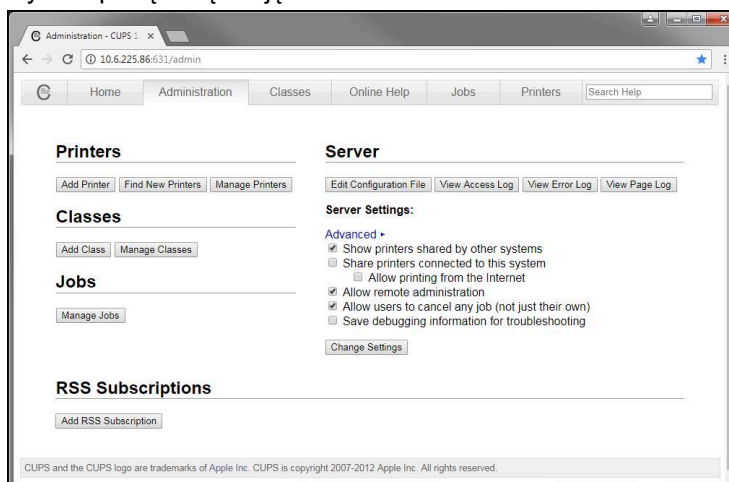 Administration - CUPS 1.
10.6.225.86:631/admin
Home Administration Classes Online Help Jobs Printers Search Help
Printers
Add Printer Find New Printers Manage Printers
Classes
Add Class Manage Classes
Jobs
Manage Jobs
Server
Edit Configuration File View Access Log View Error Log View Page Log
Server Settings:
Advanced
Show printers shared by other systems
Share printers connected to this system
Allow printing from the Internet
Allow remote administration
Allow users to cancel any job (not just their own)
Save debugging information for troubleshooting
Change Settings
RSS Subscriptions
Add RSS Subscription
CUPS and the CUPS logo are trademarks of Apple Inc. CUPS is copyright 2007-2012 Apple Inc. All rights reserved.